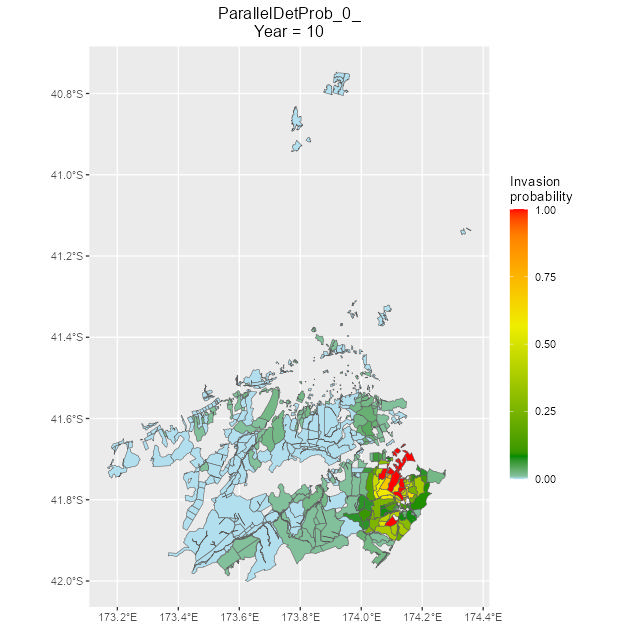 ParallelDetProb_0_
Year = 10
40.8°S
41.0°S
41.2°S
41.4°S
41.6°S
41.8°S
42.0°S
173.2°E 173.4°E 173.6°E 173.8°E 174.0°E 174.2°E 174.4°E
Invasion
probability
1.00
0.75
0.50
0.25
0.00